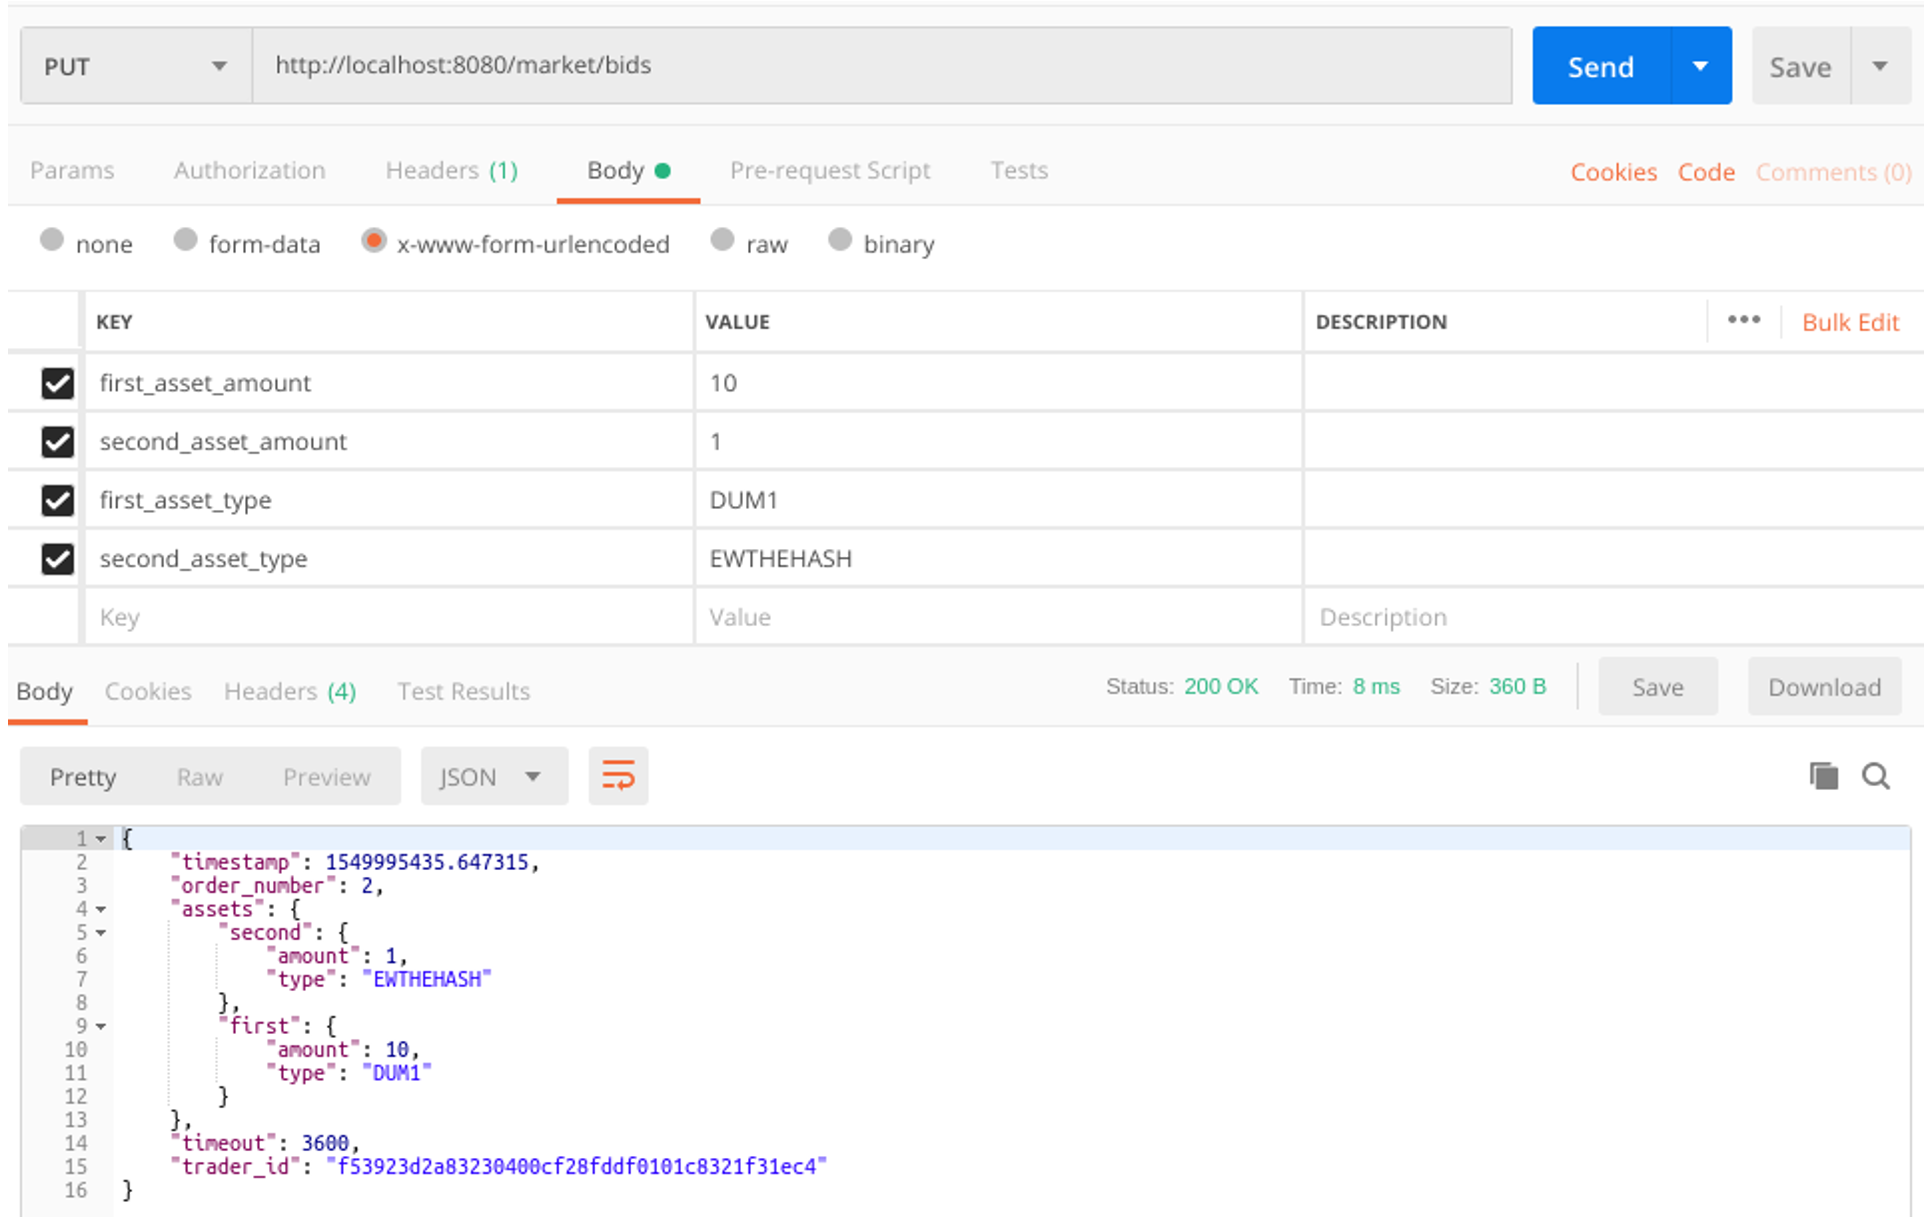 PUT http://localhost:8080/market/bids Send Save
Params Authorization Headers (1) Body Pre-request Script Tests Cookies Code Comments (0)
none form-data x-www-form-urlencoded raw binary
KEY VALUE DESCRIPTION ••• Bulk Edit
first_asset_amount 10
second_asset_amount 1
first_asset_type DUM1
second_asset_type EWTHEHASH
Key Value Description
Body Cookies Headers (4) Test Results Status: 200 OK Time: 8 ms Size: 360 B Save Download
Pretty Raw Preview JSON
1 {
2 "timestamp": 1549995435.647315,
3 "order_number": 2,
4 "assets": {
5 "second": {
6 "amount": 1,
7 "type": "EWTHEHASH"
8 },
9 "first": {
10 "amount": 10,
11 "type": "DUM1"
12 }
13 },
14 "timeout": 3600,
15 "trader_id": "f53923d2a83230400cf28fddf0101c8321f31ec4"
16 }